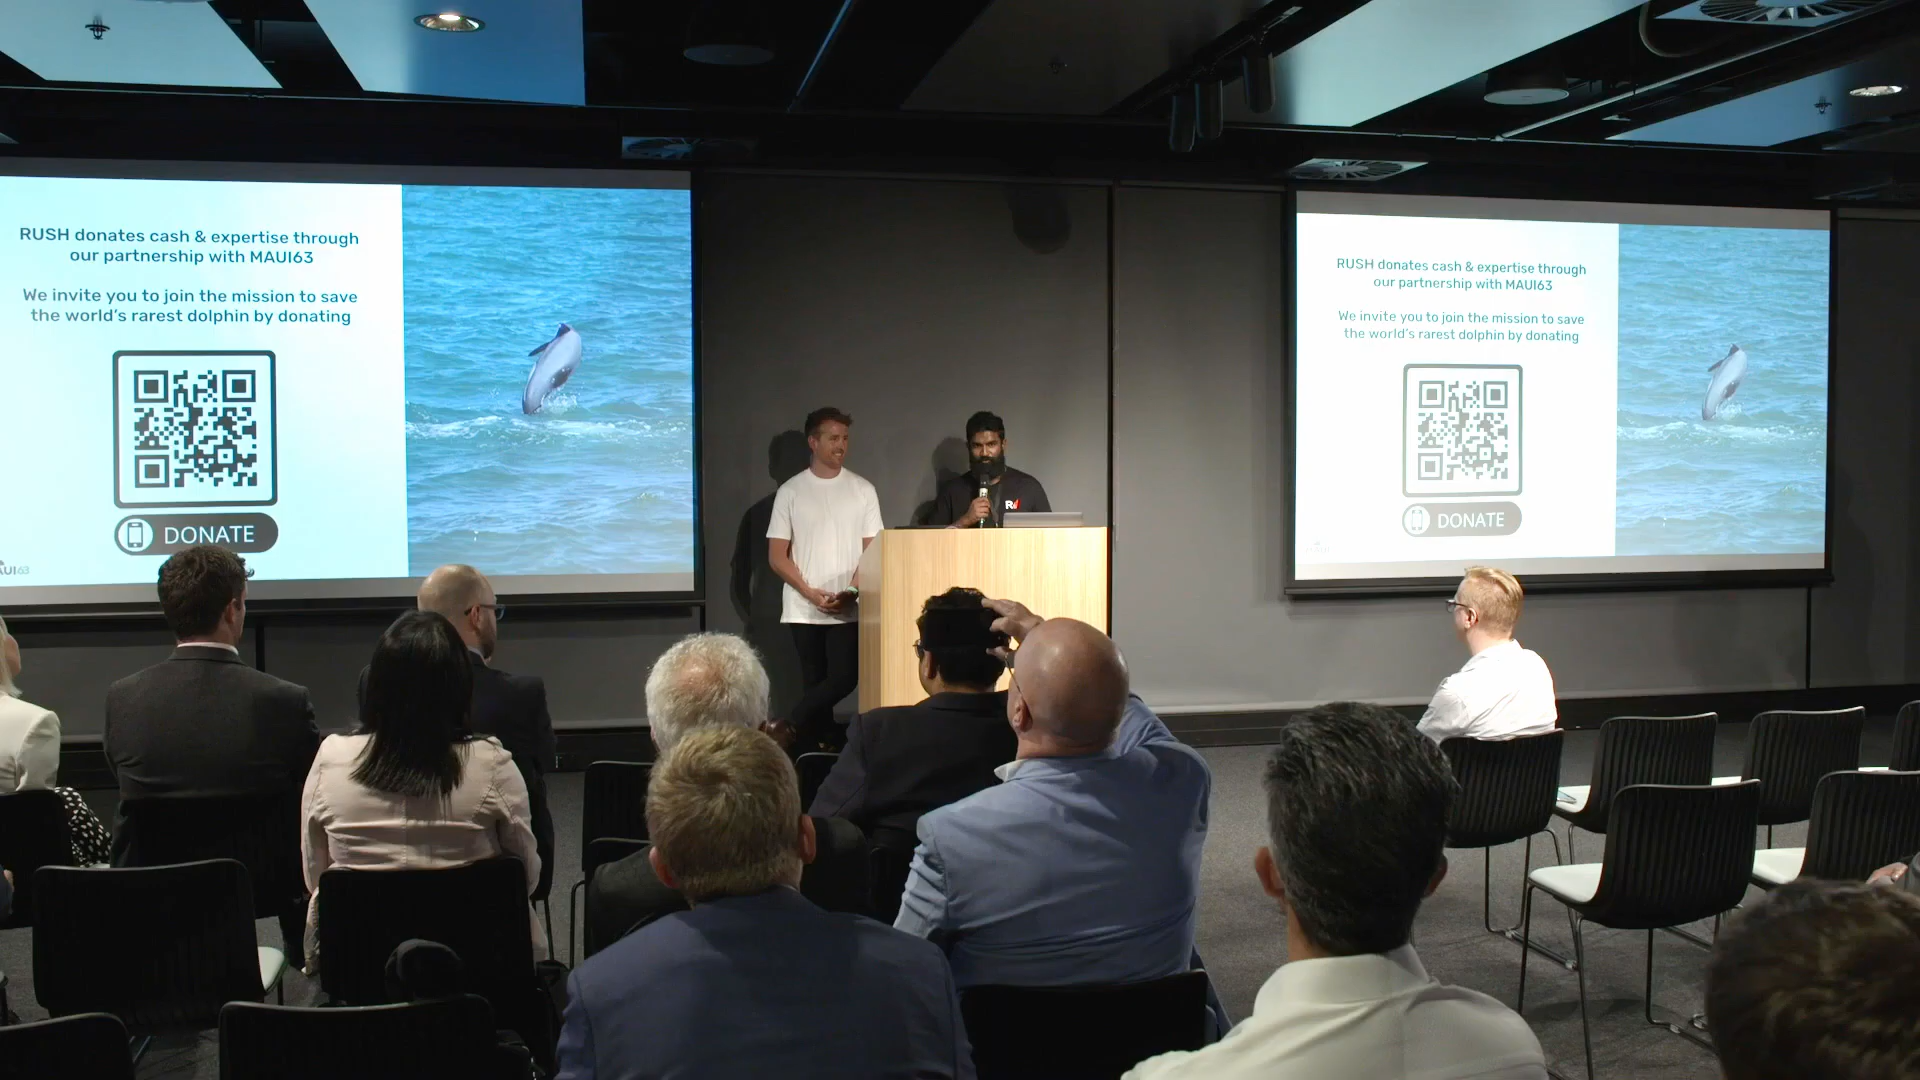 RUSH donates cash & expertise through
our partnership with MAUI63
We invite you to join the mission to save
the world's rarest dolphin by donating
DONATE
AUI63
R
RUSH donates cash & expertise through
our partnership with MAUI63
We invite you to join the mission to save
the world's rarest dolphin by donating
DONATE